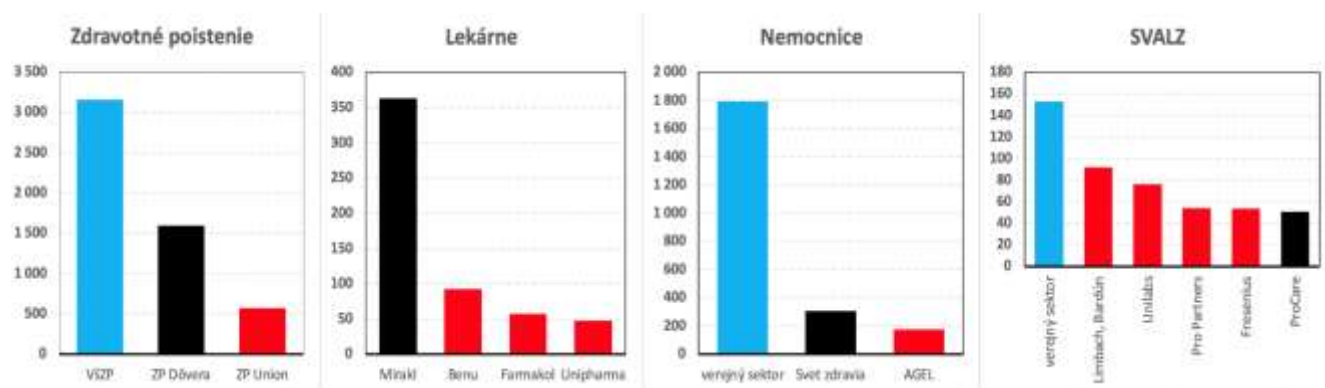 Zdravotné poistenie
3 500
3 000
2 500
2 000
1 500
1 000
500
0
VšZP ZP Dôvera ZP Union
Lekárne
400
350
300
250
200
150
100
50
0
Mirakl Benu Farmakol Unipharma
Nemocnice
2 000
1 800
1 600
1 400
1 200
1 000
800
600
400
200
0
verejný sektor Svet zdravia AGEL
SVALZ
180
160
140
120
100
80
60
40
20
0
verejný sektor
Limbach, Bardún
Unilabs
Pro Partners
Fresenius
ProCare